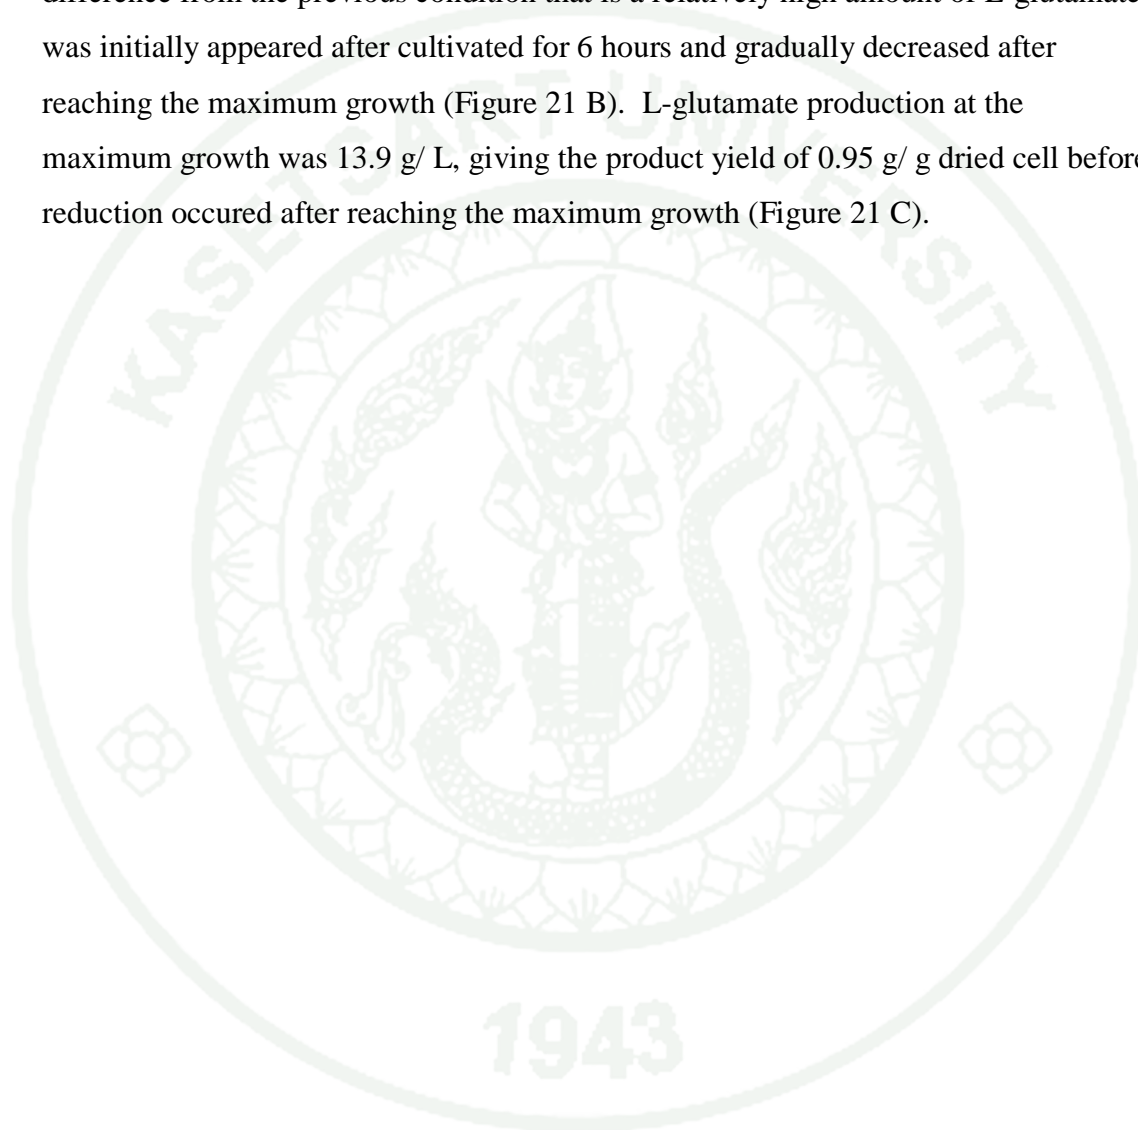 difference from the previous condition that is a relatively high amount of L-glutamate
was initially appeared after cultivated for 6 hours and gradually decreased after
reaching the maximum growth (Figure 21 B).  L-glutamate production at the
maximum growth was 13.9 g/ L, giving the product yield of 0.95 g/ g dried cell before
reduction occured after reaching the maximum growth (Figure 21 C).
KASETSART UNIVERSITY
1943